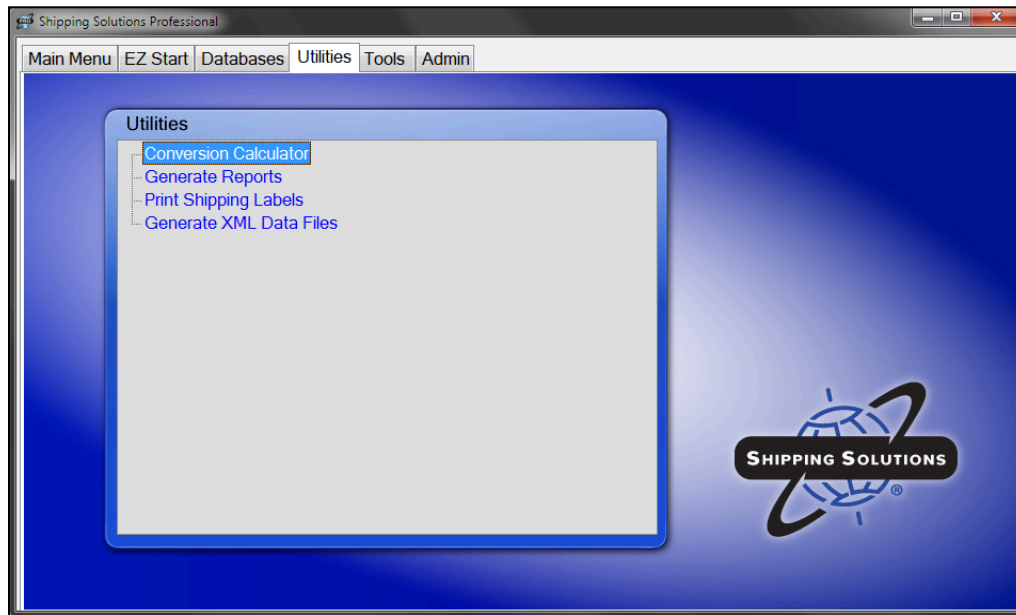 Shipping Solutions Professional
Main Menu EZ Start Databases Utilities Tools Admin
Utilities
Conversion Calculator
Generate Reports
Print Shipping Labels
Generate XML Data Files
SHIPPING SOLUTIONS
®